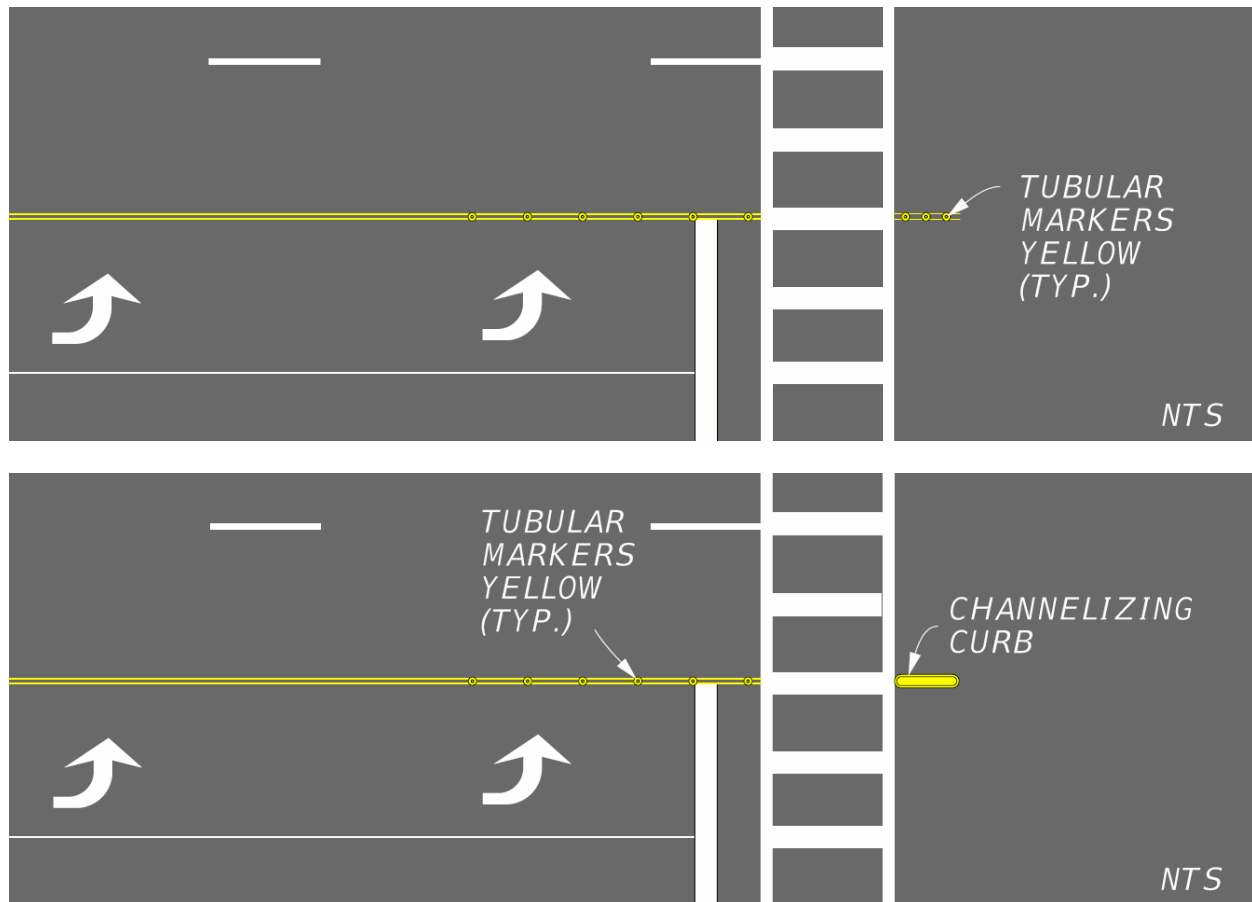 TUBULAR
MARKERS
YELLOW
(TYP.)
NTS
TUBULAR
MARKERS
YELLOW
(TYP.)
CHANNELIZING
CURB
NTS